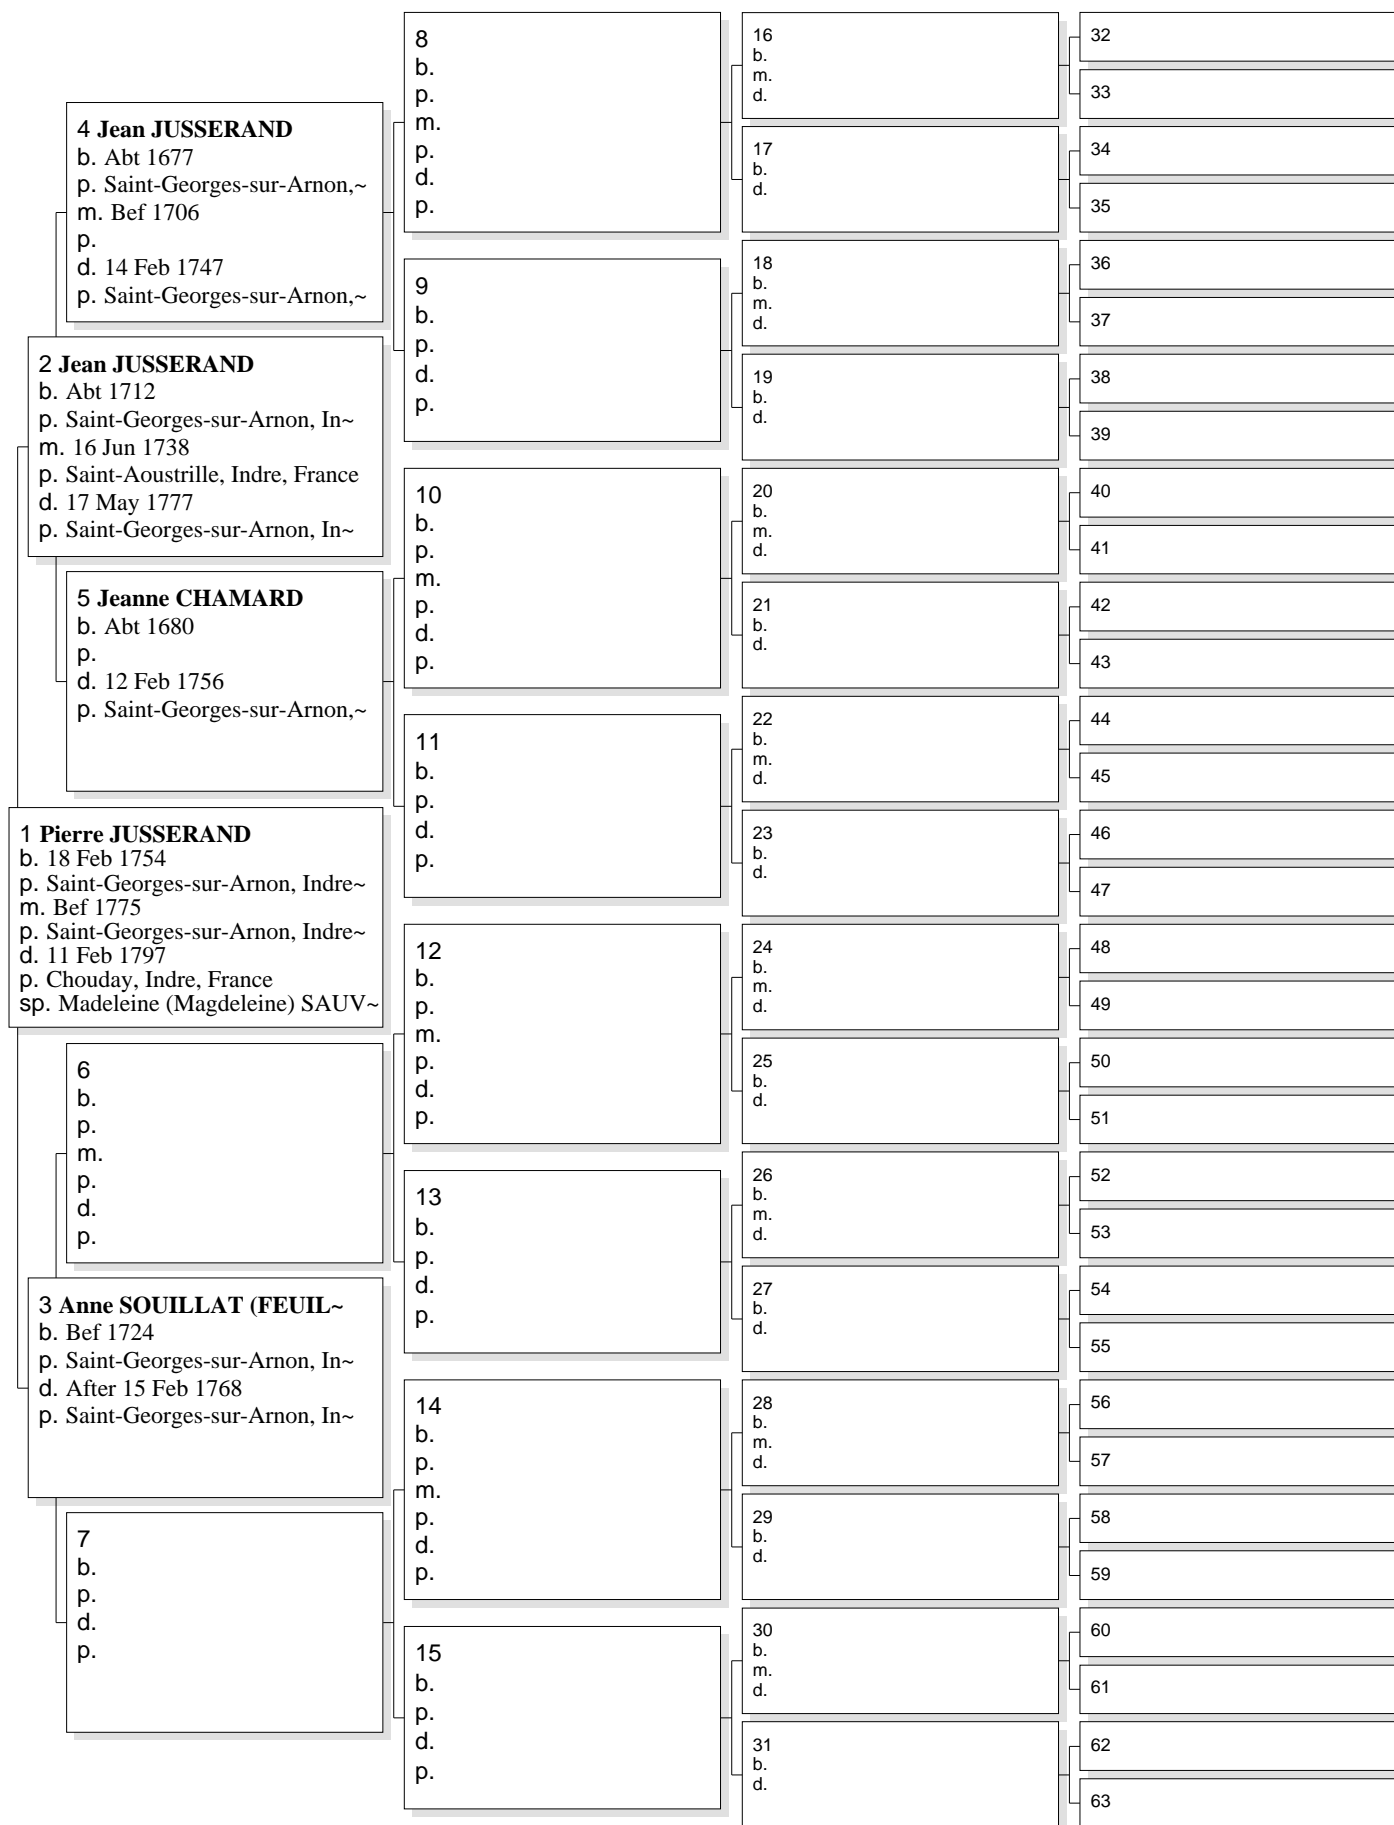 4 Jean JUSSERAND
b. Abt 1677
p. Saint-Georges-sur-Arnon,~
m. Bef 1706
p.
d. 14 Feb 1747
p. Saint-Georges-sur-Arnon,~
2 Jean JUSSERAND
b. Abt 1712
p. Saint-Georges-sur-Arnon, In~
m. 16 Jun 1738
p. Saint-Aoustrille, Indre, France
d. 17 May 1777
p. Saint-Georges-sur-Arnon, In~
5 Jeanne CHAMARD
b. Abt 1680
p.
d. 12 Feb 1756
p. Saint-Georges-sur-Arnon,~
1 Pierre JUSSERAND
b. 18 Feb 1754
p. Saint-Georges-sur-Arnon, Indre~
m. Bef 1775
p. Saint-Georges-sur-Arnon, Indre~
d. 11 Feb 1797
p. Chouday, Indre, France
sp. Madeleine (Magdeleine) SAUV~
6
b.
p.
m.
p.
d.
p.
3 Anne SOUILLAT (FEUIL~
b. Bef 1724
p. Saint-Georges-sur-Arnon, In~
d. After 15 Feb 1768
p. Saint-Georges-sur-Arnon, In~
7
b.
p.
d.
p.
8
b.
p.
m.
p.
d.
p.
9
b.
p.
d.
p.
10
b.
p.
m.
p.
d.
p.
11
b.
p.
d.
p.
12
b.
p.
m.
p.
d.
p.
13
b.
p.
d.
p.
14
b.
p.
m.
p.
d.
p.
15
b.
p.
d.
p.
16
b.
m.
d.
17
b.
d.
18
b.
m.
d.
19
b.
d.
20
b.
m.
d.
21
b.
d.
22
b.
m.
d.
23
b.
d.
24
b.
m.
d.
25
b.
d.
26
b.
m.
d.
27
b.
d.
28
b.
m.
d.
29
b.
d.
30
b.
m.
d.
31
b.
d.
32
33
34
35
36
37
38
39
40
41
42
43
44
45
46
47
48
49
50
51
52
53
54
55
56
57
58
59
60
61
62
63